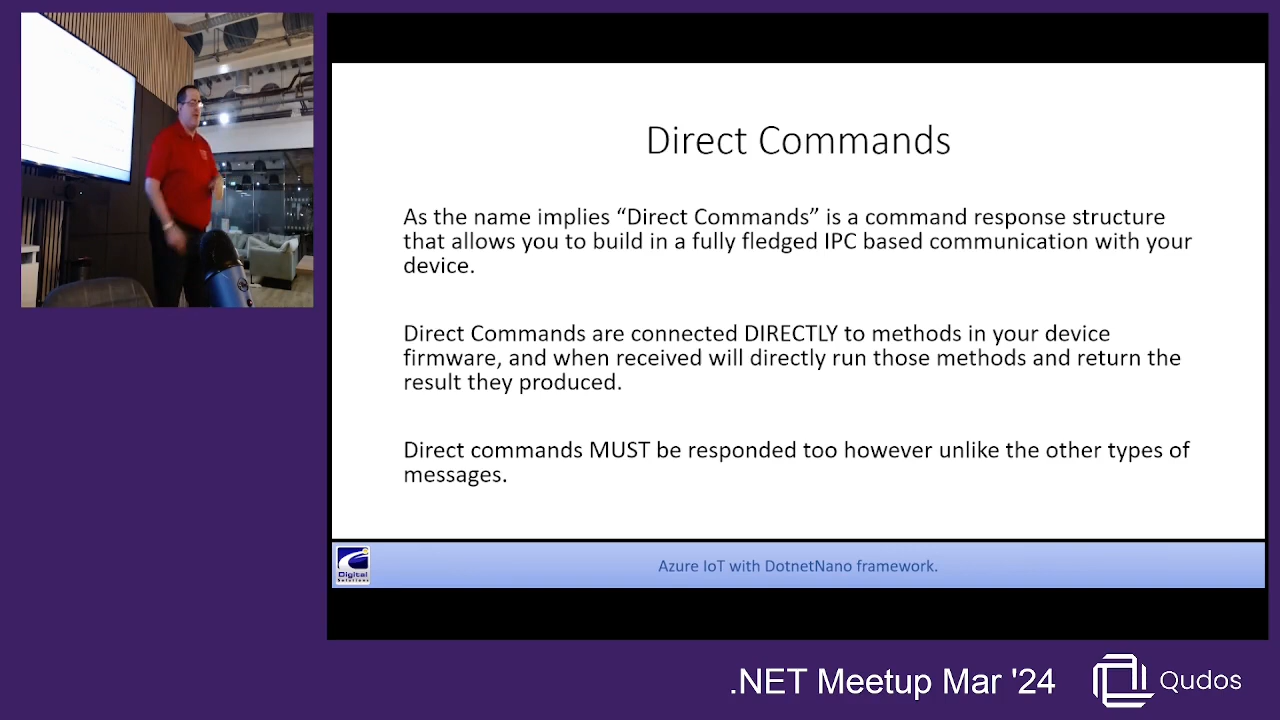 Direct Commands
As the name implies “Direct Commands” is a command response structure
that allows you to build in a fully fledged IPC based communication with your
device.
Direct Commands are connected DIRECTLY to methods in your device
firmware, and when received will directly run those methods and return the
result they produced.
Direct commands MUST be responded too however unlike the other types of
messages.
Digital
Solutions
Azure IoT with DotnetNano framework.
.NET Meetup Mar '24
Qudos